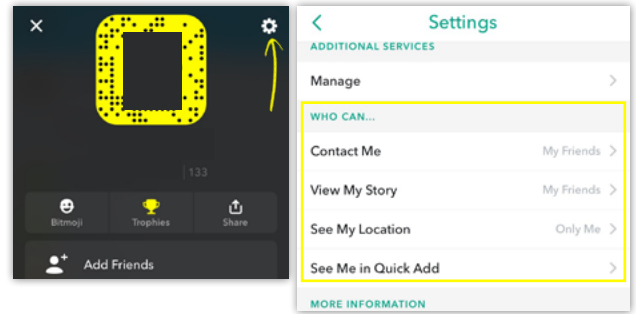 133
Bitmoji
Trophies
Share
Add Friends
Settings
ADDITIONAL SERVICES
Manage
WHO CAN...
Contact Me My Friends
View My Story My Friends
See My Location Only Me
See Me in Quick Add
MORE INFORMATION